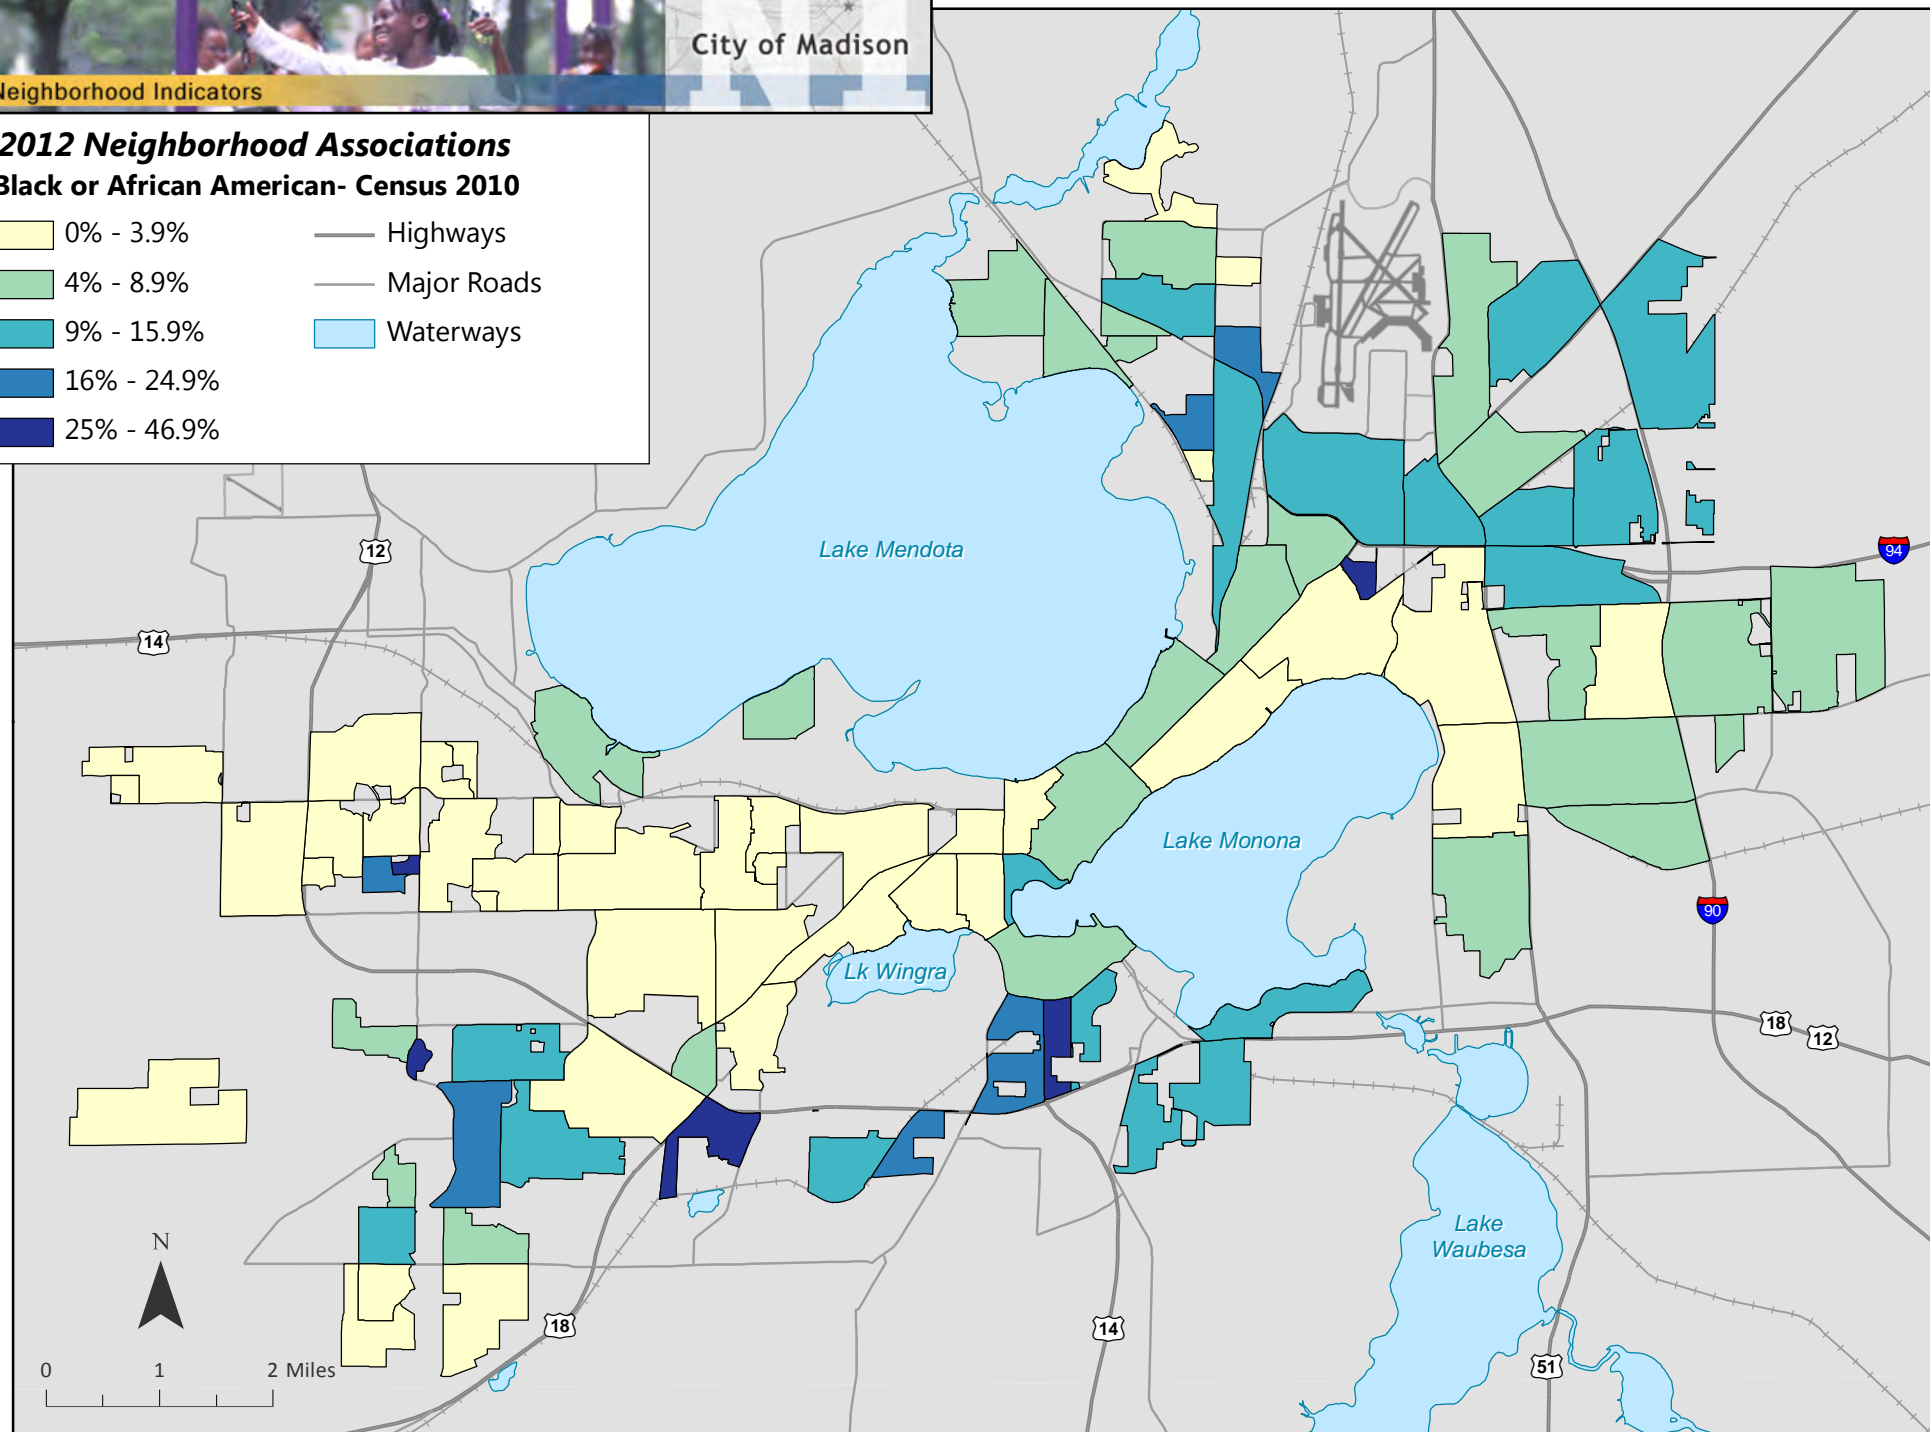 City of Madison
Neighborhood Indicators
2012 Neighborhood Associations
Black or African American- Census 2010
0% - 3.9%
4% - 8.9%
9% - 15.9%
16% - 24.9%
25% - 46.9%
Highways
Major Roads
Waterways
12
Lake Mendota
94
14
Lake Monona
90
Lk Wingra
18
12
Lake
Waubesa
N
18
14
51
0 1 2 Miles